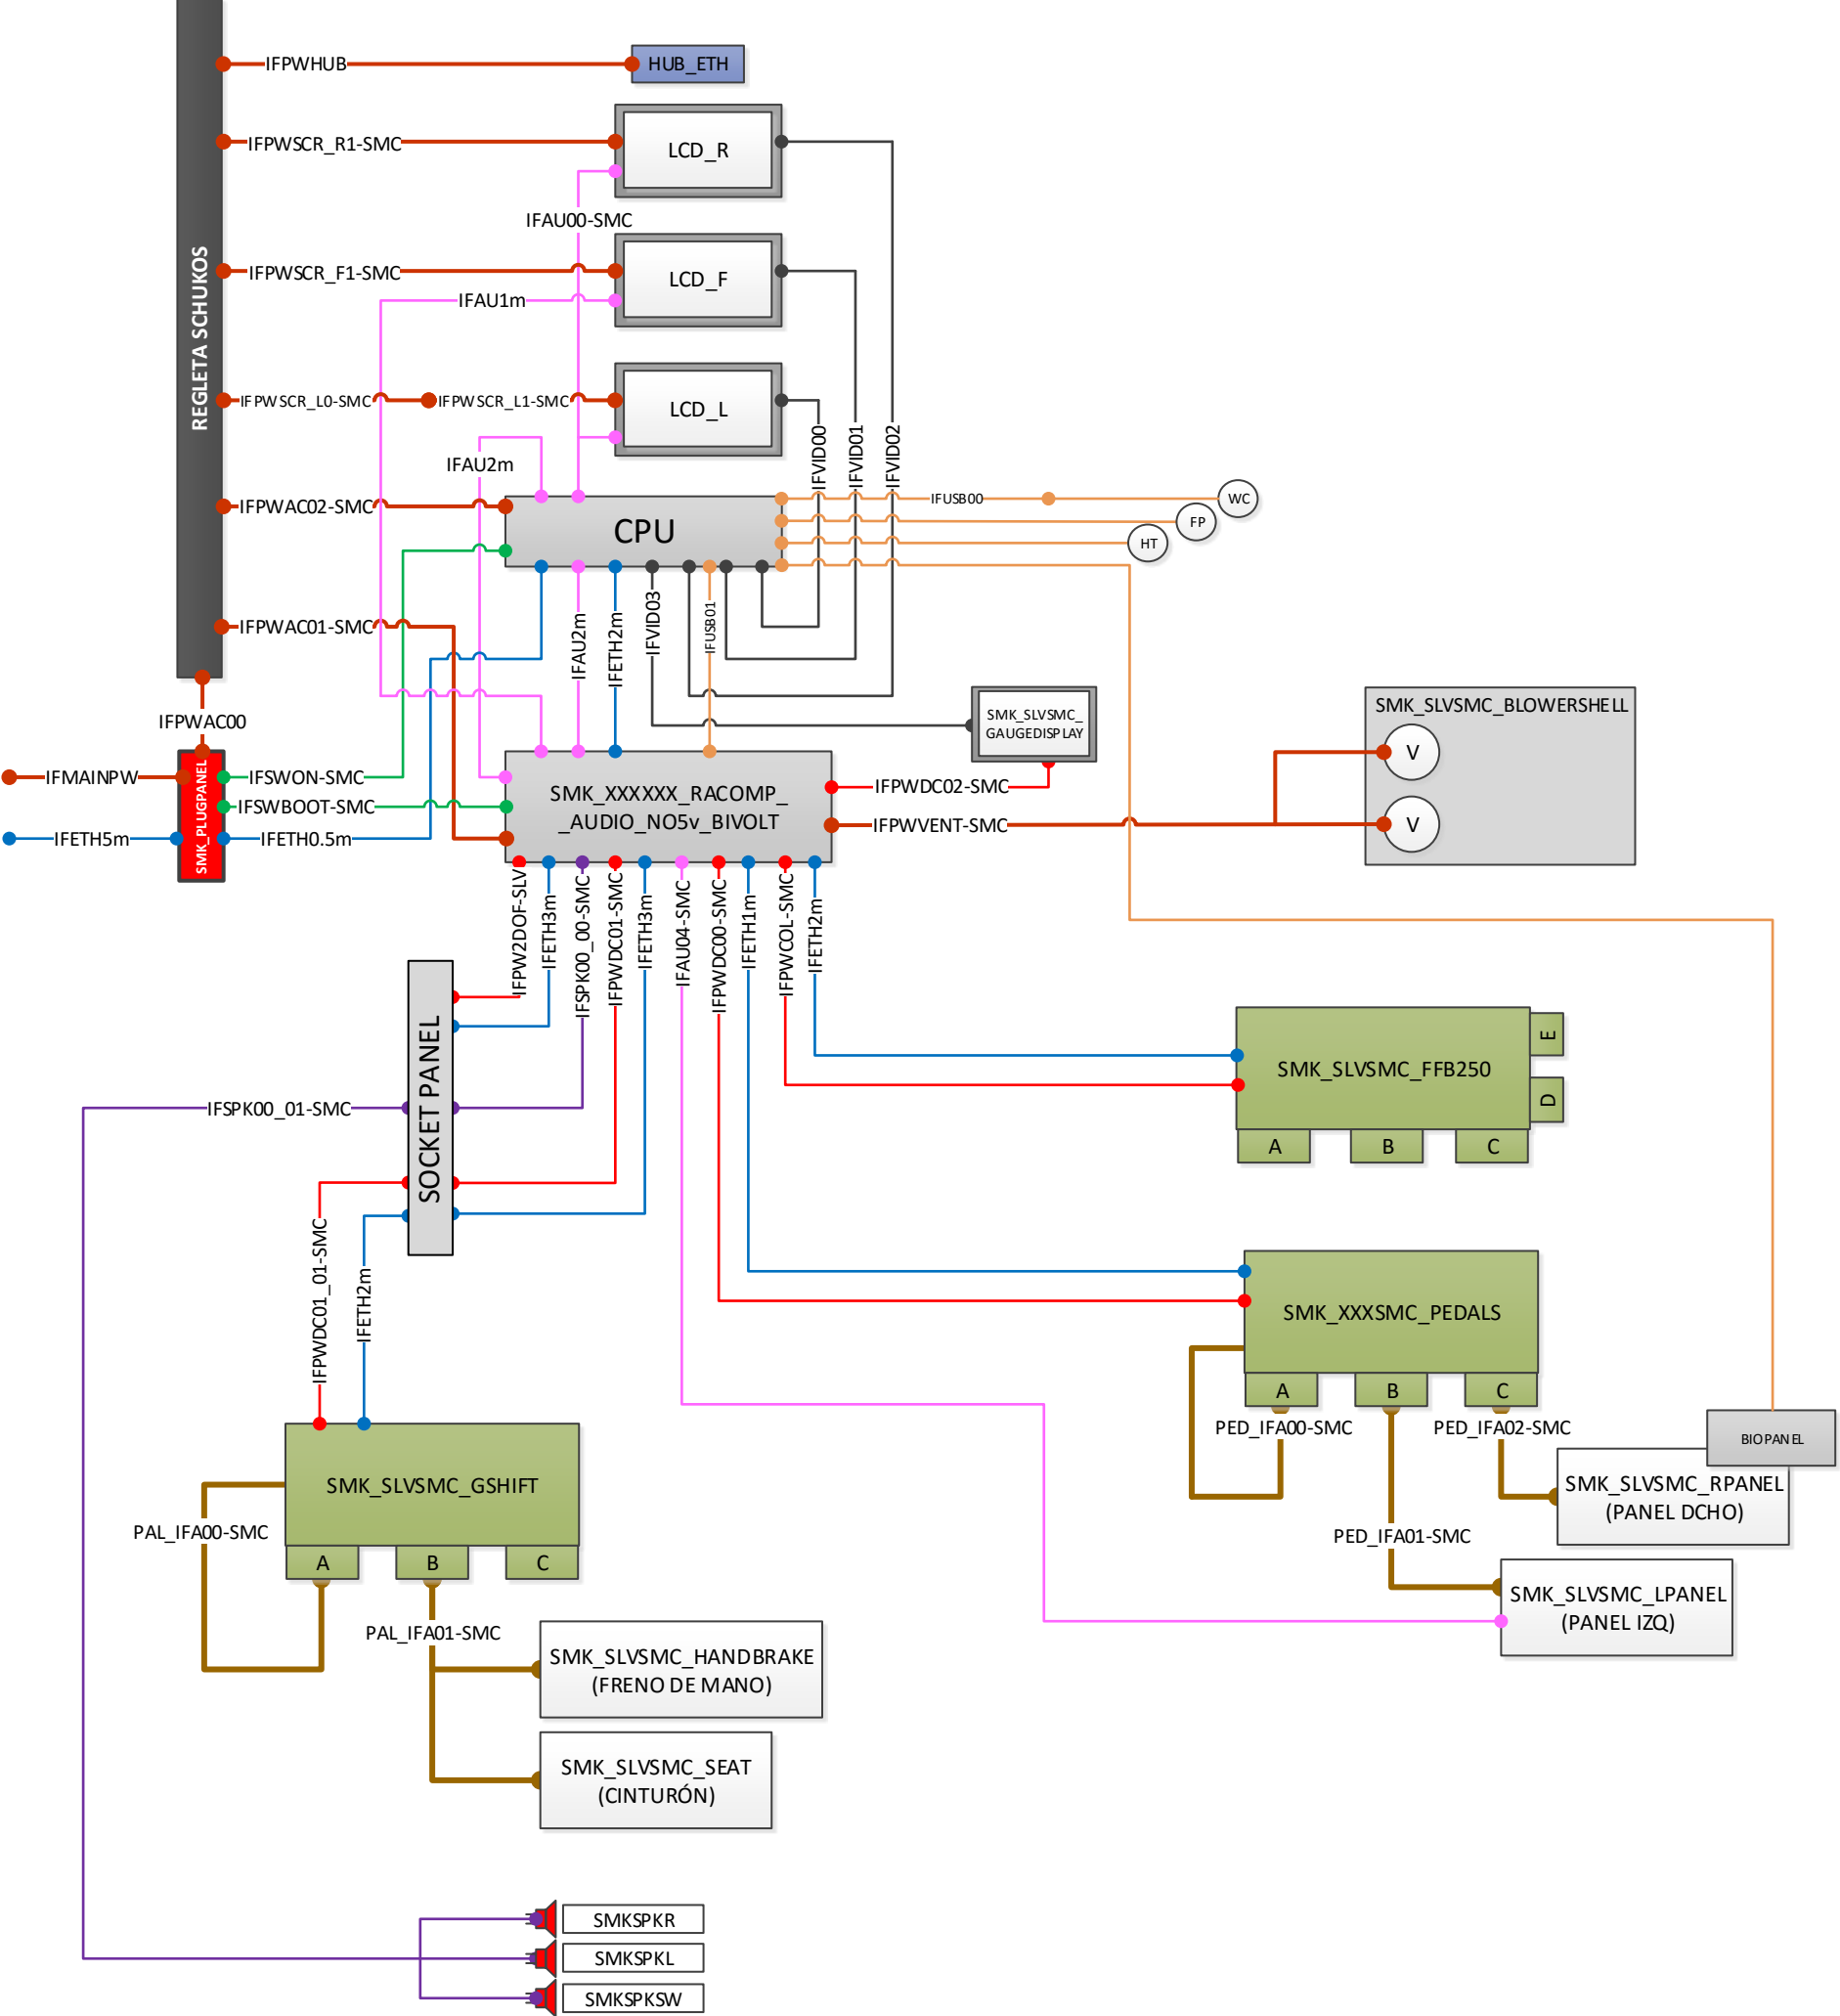 IFPWHUB
HUB_ETH
IFPWSCR_R1-SMC
LCD_R
IFAU00-SMC
REGLETA SCHUKOS
IFPWSCR_F1-SMC
LCD_F
IFAU1m
IFPWSCR_L0-SMC
IFPWSCR_L1-SMC
LCD_L
IFVID00
IFVID01
IFVID02
IFAU2m
IFPWAC02-SMC
CPU
IFUSB00
WC
FP
HT
IFPWAC01-SMC
IFAU2m
IFETH2m
IFVID03
IFUSB01
IFPWAC00
SMK_SLVSMC_
GAUGEDISPLAY
SMK_SLVSMC_BLOWERSHELL
V
V
IFMAINPW
SMK_PLUGPANEL
IFSWON-SMC
IFSWBOOT-SMC
IFETH5m
IFETH0.5m
SMK_XXXXXX_RACOMP_
_AUDIO_NO5v_BIVOLT
IFPWDC02-SMC
IFPWVENT-SMC
IFPW2DOF-SLV
IFETH3m
IFSPK00_00-SMC
IFPWDC01-SMC
IFETH3m
IFAU04-SMC
IFPWDC00-SMC
IFETH1m
IFPWCOL-SMC
IFETH2m
SOCKET PANEL
SMK_SLVSMC_FFB250
E
D
A
B
C
IFSPK00_01-SMC
IFPWDC01_01-SMC
IFETH2m
SMK_XXXSMC_PEDALS
A
B
C
PED_IFA00-SMC
PED_IFA02-SMC
BIOPANEL
SMK_SLVSMC_RPANEL
(PANEL DCHO)
PED_IFA01-SMC
SMK_SLVSMC_LPANEL
(PANEL IZQ)
SMK_SLVSMC_GSHIFT
PAL_IFA00-SMC
A
B
C
PAL_IFA01-SMC
SMK_SLVSMC_HANDBRAKE
(FRENO DE MANO)
SMK_SLVSMC_SEAT
(CINTURÓN)
SMKSPKR
SMKSPKL
SMKSPKSW